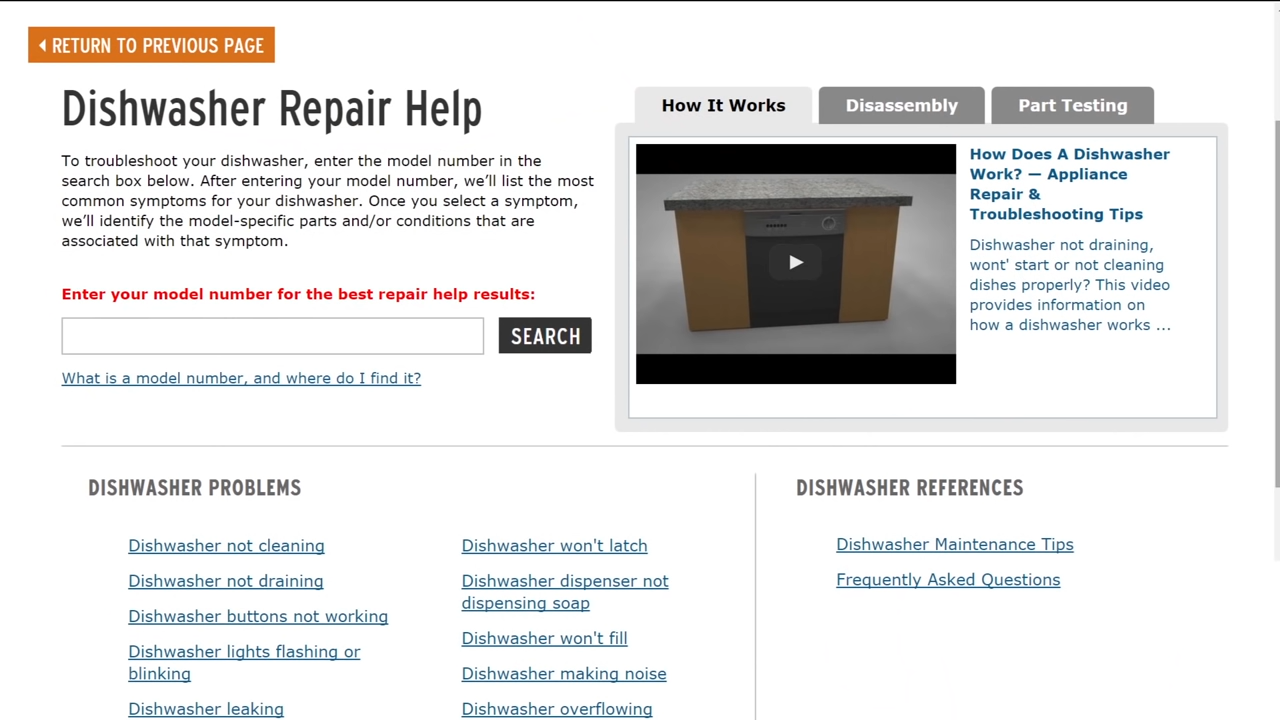 RETURN TO PREVIOUS PAGE
Dishwasher Repair Help
To troubleshoot your dishwasher, enter the model number in the
search box below. After entering your model number, we’ll list the most
common symptoms for your dishwasher. Once you select a symptom,
we’ll identify the model-specific parts and/or conditions that are
associated with that symptom.
Enter your model number for the best repair help results:
SEARCH
What is a model number, and where do I find it?
How It Works
Disassembly
Part Testing
How Does A Dishwasher
Work? — Appliance
Repair &
Troubleshooting Tips
Dishwasher not draining,
wont' start or not cleaning
dishes properly? This video
provides information on
how a dishwasher works ...
DISHWASHER PROBLEMS
Dishwasher not cleaning
Dishwasher not draining
Dishwasher buttons not working
Dishwasher lights flashing or
blinking
Dishwasher leaking
Dishwasher won't latch
Dishwasher dispenser not
dispensing soap
Dishwasher won't fill
Dishwasher making noise
Dishwasher overflowing
DISHWASHER REFERENCES
Dishwasher Maintenance Tips
Frequently Asked Questions